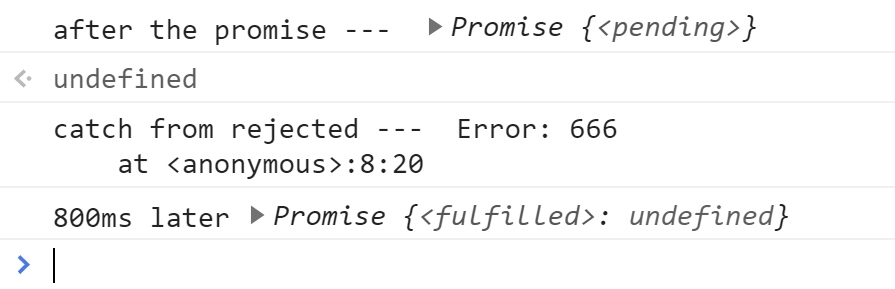 after the promise --- ▶Promise {<pending>}
undefined
catch from rejected --- Error: 666
at <anonymous>:8:20
800ms later ▶Promise {<fulfilled>: undefined}